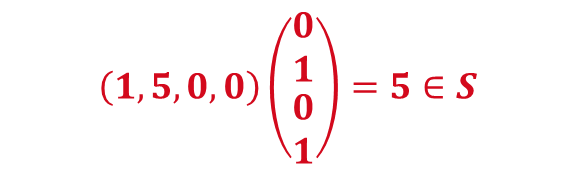 (1, 5, 0, 0) (0 1 0 1) = 5 ∈ S